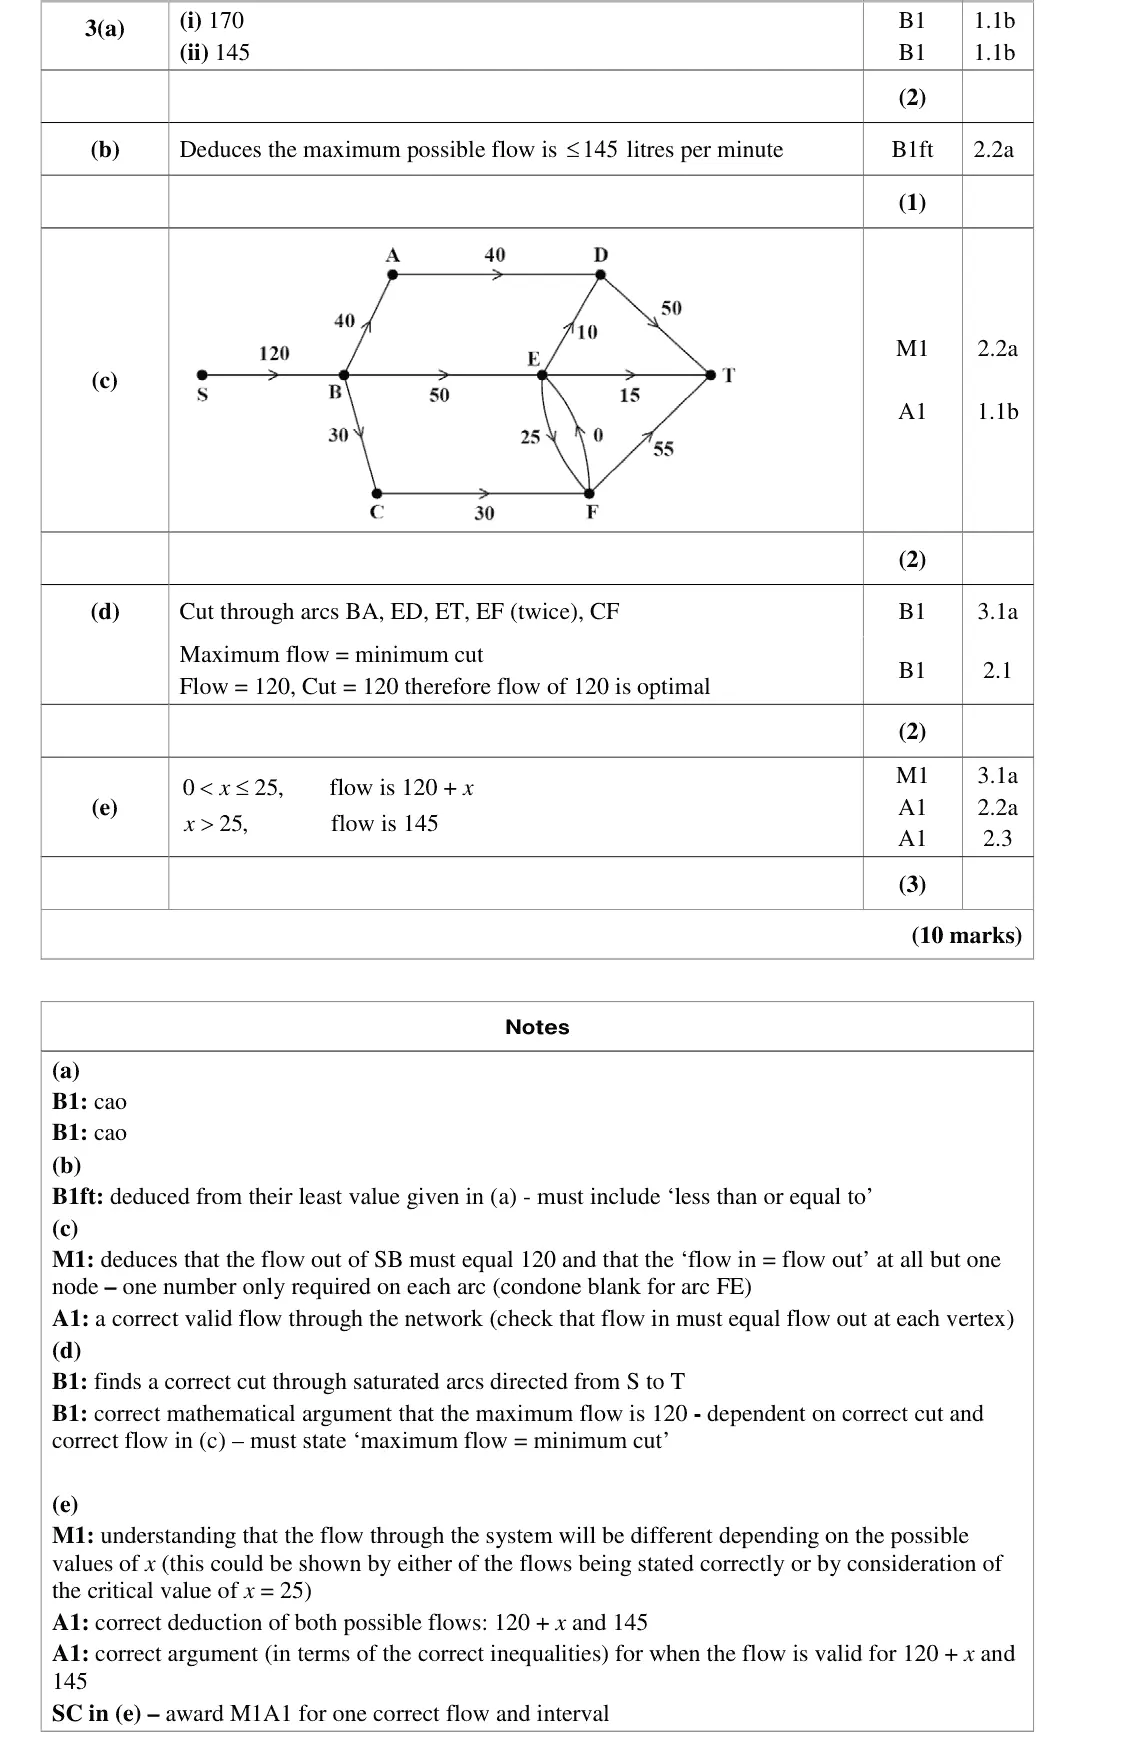 3(a) (i) 170 B1 1.1b
(ii) 145 B1 1.1b
(2)
(b) Deduces the maximum possible flow is ≤145 litres per minute B1ft 2.2a
(1)
(c)
A 40 D
40 50
10
120 E
S B 50 15 T
30 25 0 55
C 30 F
M1 2.2a
A1 1.1b
(2)
(d) Cut through arcs BA, ED, ET, EF (twice), CF B1 3.1a
Maximum flow = minimum cut
Flow = 120, Cut = 120 therefore flow of 120 is optimal B1 2.1
(2)
(e) 0 < x ≤ 25, flow is 120 + x M1 3.1a
A1 2.2a
x > 25, flow is 145 A1 2.3
(3)
(10 marks)
Notes
(a)
B1: cao
B1: cao
(b)
B1ft: deduced from their least value given in (a) - must include ‘less than or equal to’
(c)
M1: deduces that the flow out of SB must equal 120 and that the ‘flow in = flow out’ at all but one
node – one number only required on each arc (condone blank for arc FE)
A1: a correct valid flow through the network (check that flow in must equal flow out at each vertex)
(d)
B1: finds a correct cut through saturated arcs directed from S to T
B1: correct mathematical argument that the maximum flow is 120 - dependent on correct cut and
correct flow in (c) – must state ‘maximum flow = minimum cut’
(e)
M1: understanding that the flow through the system will be different depending on the possible
values of x (this could be shown by either of the flows being stated correctly or by consideration of
the critical value of x = 25)
A1: correct deduction of both possible flows: 120 + x and 145
A1: correct argument (in terms of the correct inequalities) for when the flow is valid for 120 + x and
145
SC in (e) – award M1A1 for one correct flow and interval